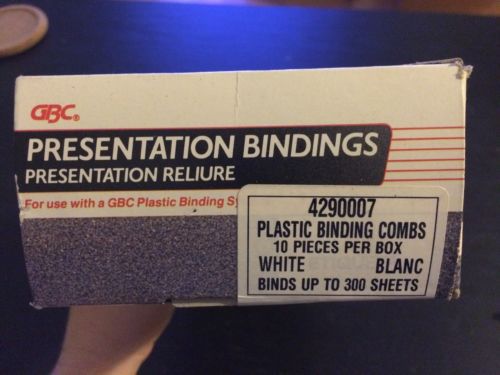 GBC®
PRESENTATION BINDINGS
PRESENTATION RELIURE
For use with a GBC Plastic Binding
4290007
PLASTIC BINDING COMBS
10 PIECES PER BOX
WHITE BLANC
BINDS UP TO 300 SHEETS